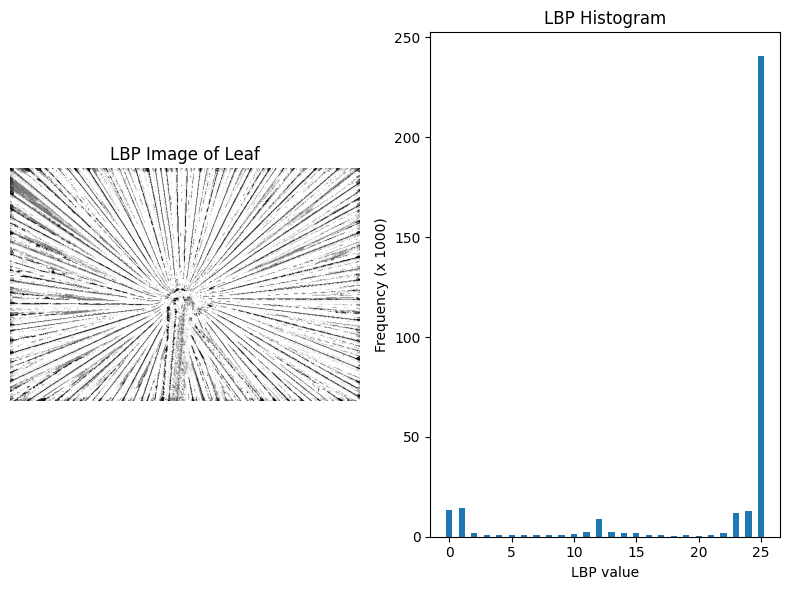 LBP Image of Leaf
LBP Histogram
Frequency (x 1000)
250
200
150
100
50
0
0 5 10 15 20 25
LBP value